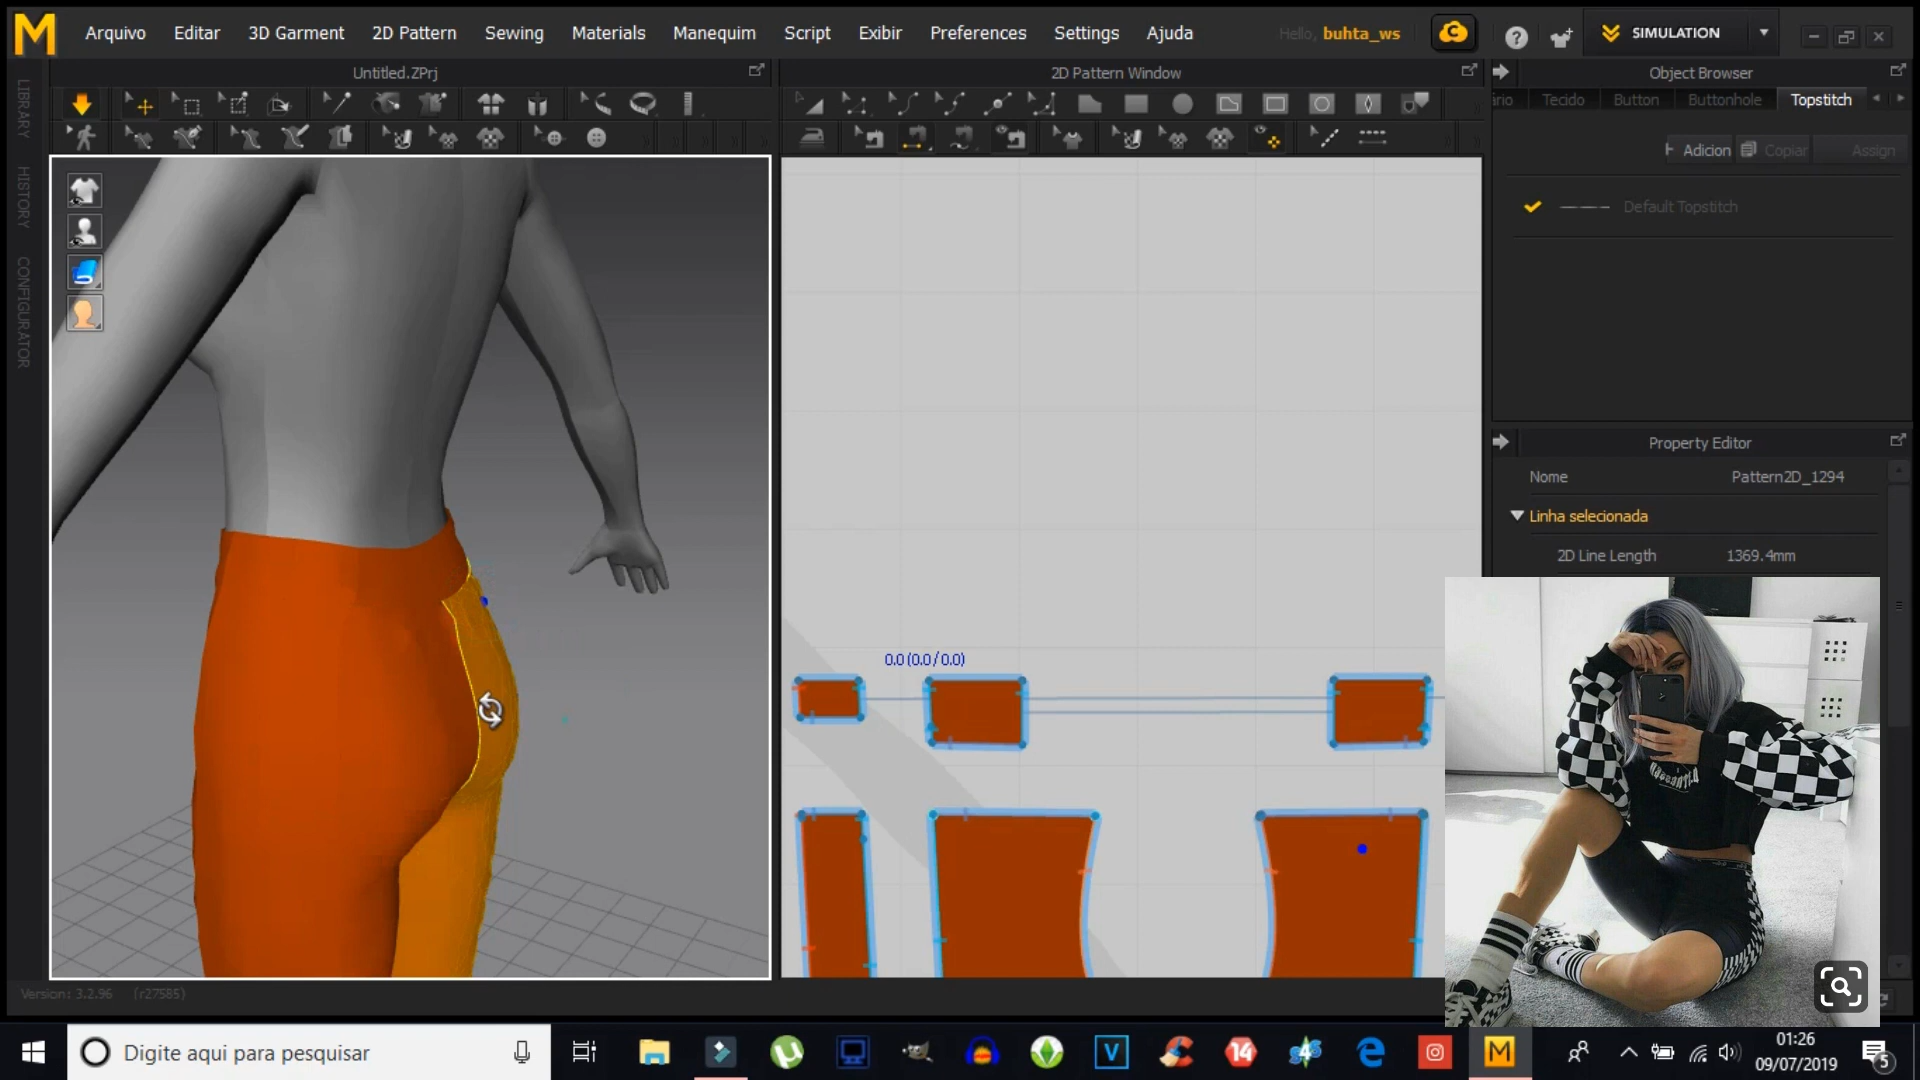 M Arquivo Editar 3D Garment 2D Pattern Sewing Materials Manequim Script Exibir Preferences Settings Ajuda Hello, buhta_ws C ? SIMULATION
Untitled.ZPrj
2D Pattern Window
Object Browser
LIBRARY
HISTORY
CONFIGURATOR
Tecido Button Buttonhole Topstitch
Adicion Copiar Assign
Default Topstitch
Property Editor
Nome Pattern2D_1294
Linha selecionada
2D Line Length 1369.4mm
0.0 (0.0 / 0.0)
Version: 3.2.96 (r27585)
Digite aqui para pesquisar
V
14
M
01:26
09/07/2019
5